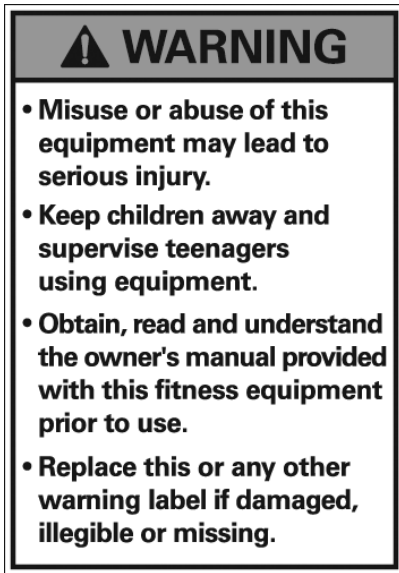 WARNING
• Misuse or abuse of this
equipment may lead to
serious injury.
• Keep children away and
supervise teenagers
using equipment.
• Obtain, read and understand
the owner's manual provided
with this fitness equipment
prior to use.
• Replace this or any other
warning label if damaged,
illegible or missing.